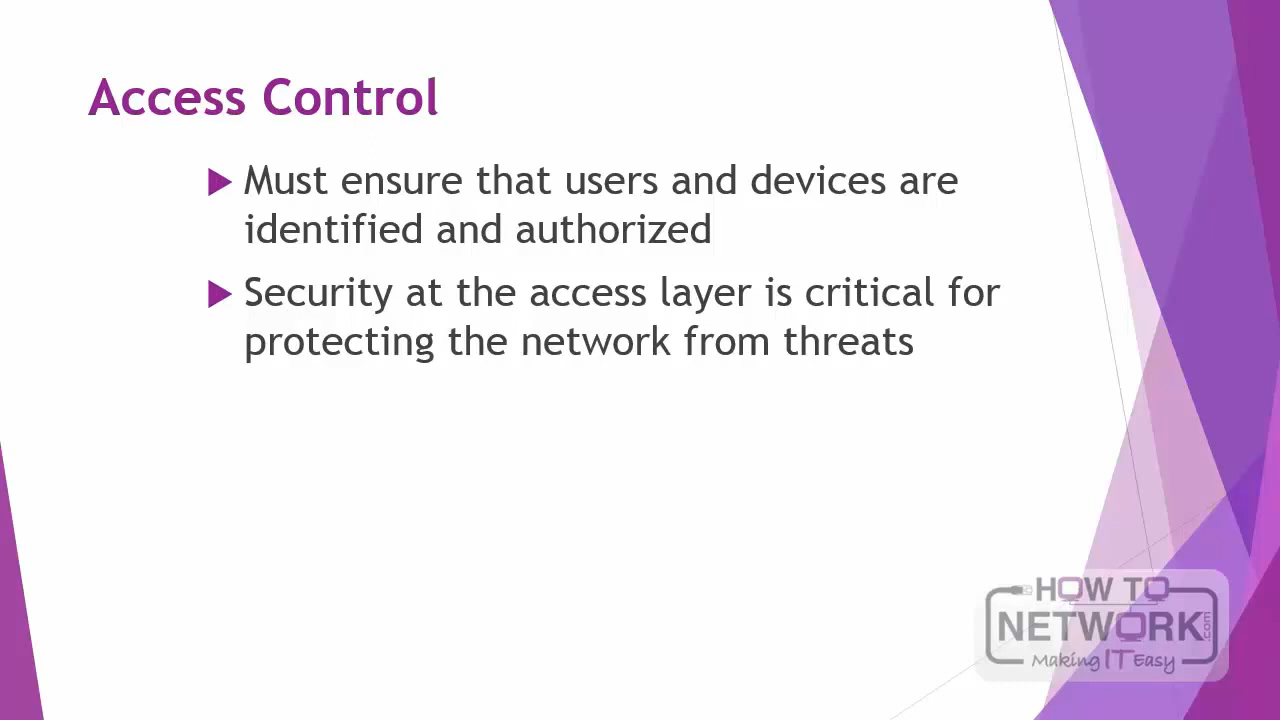 Access Control
Must ensure that users and devices are
identified and authorized
Security at the access layer is critical for
protecting the network from threats
HOW TO
NETWORK.com
Making IT Easy